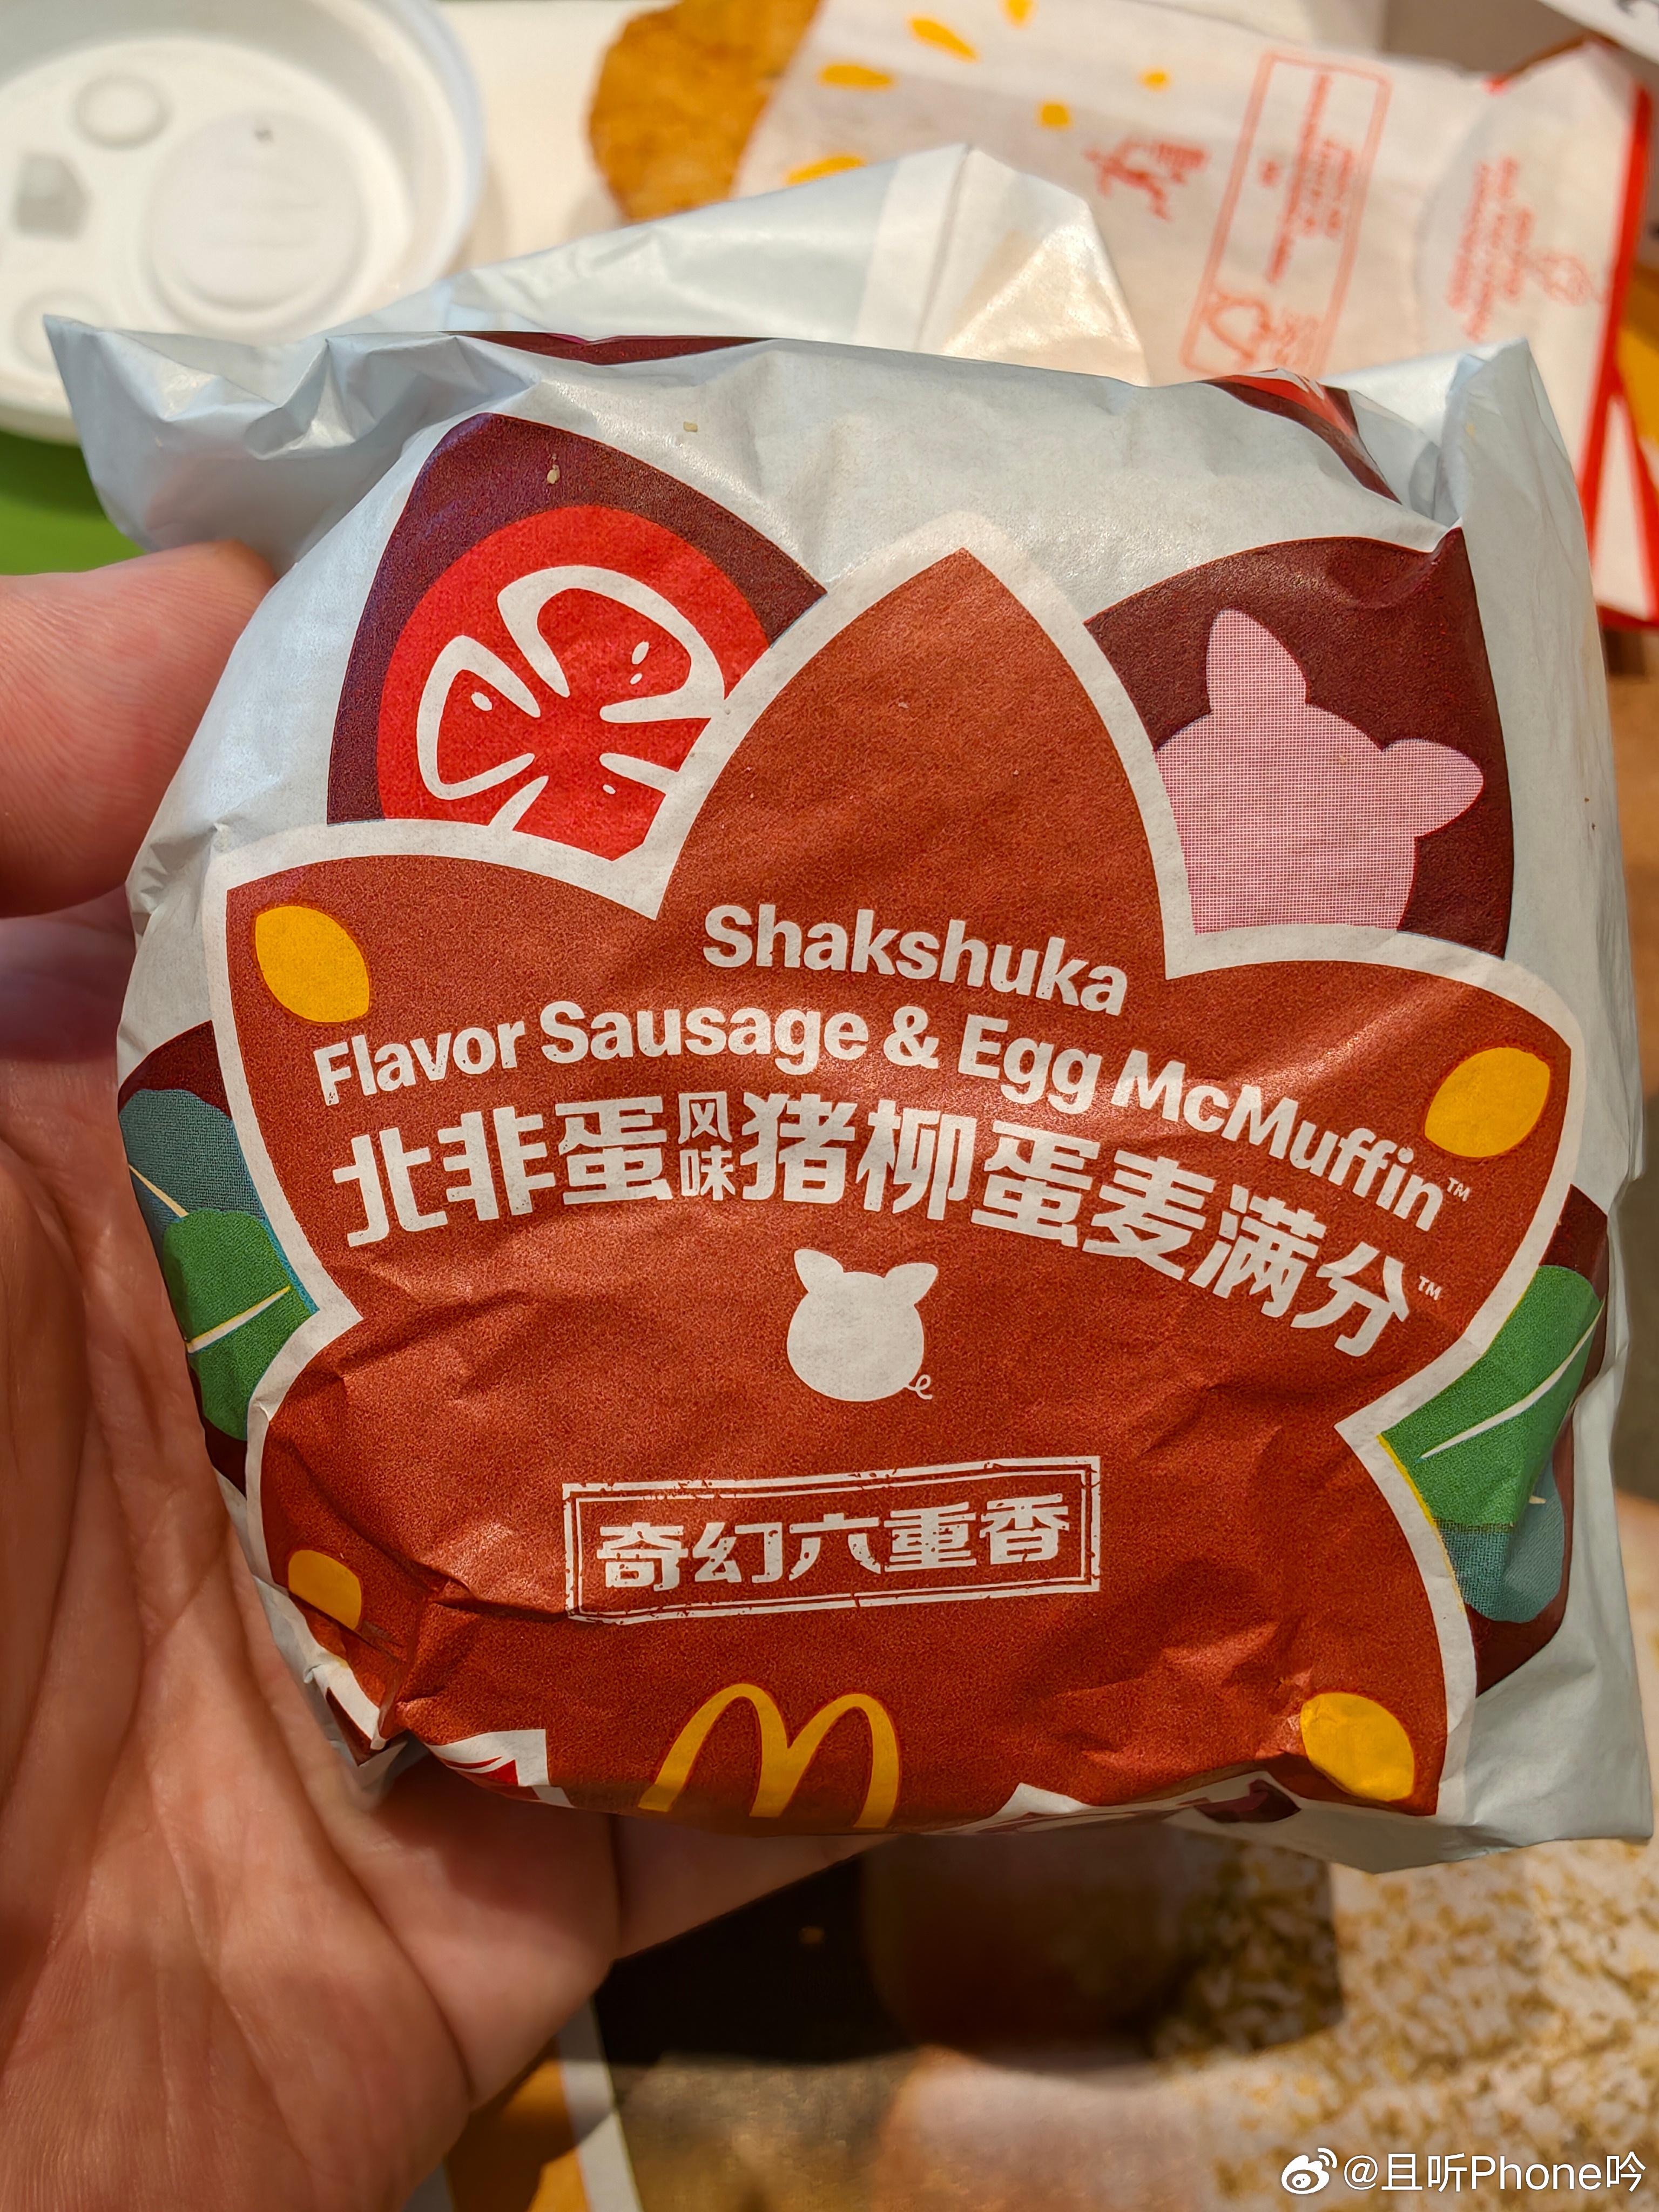 Shakshuka
Flavor Sausage & Egg McMuffin™
北非蛋风味猪柳蛋麦满分™
奇幻六重香
@且听Phone吟